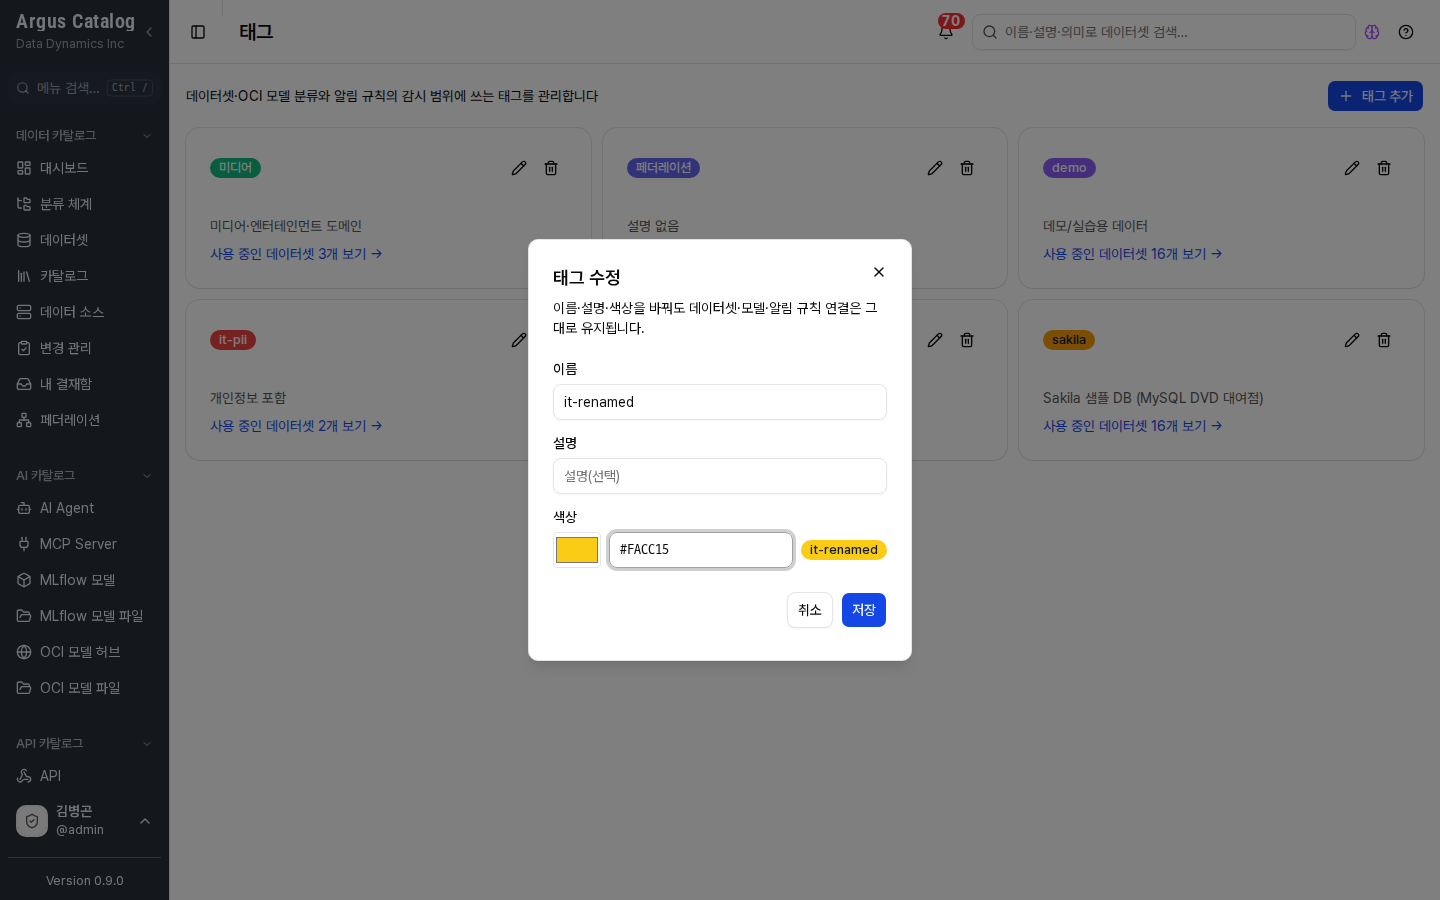 Argus Catalog
Data Dynamics Inc
메뉴 검색...
Ctrl /
데이터 카탈로그
대시보드
분류 체계
데이터셋
카탈로그
데이터 소스
변경 관리
내 결재함
페더레이션
AI 카탈로그
AI Agent
MCP Server
MLflow 모델
MLflow 모델 파일
OCI 모델 허브
OCI 모델 파일
API 카탈로그
API
김병곤
@admin
Version 0.9.0
태그
70
이름·설명·의미로 데이터셋 검색...
데이터셋·OCI 모델 분류와 알림 규칙의 감시 범위에 쓰는 태그를 관리합니다
태그 추가
미디어
미디어·엔터테인먼트 도메인
사용 중인 데이터셋 3개 보기 →
페더레이션
설명 없음
demo
데모/실습용 데이터
사용 중인 데이터셋 16개 보기 →
it-pii
개인정보 포함
사용 중인 데이터셋 2개 보기 →
sakila
Sakila 샘플 DB (MySQL DVD 대여점)
사용 중인 데이터셋 16개 보기 →
태그 수정
이름·설명·색상을 바꿔도 데이터셋·모델·알림 규칙 연결은 그
대로 유지됩니다.
이름
it-renamed
설명
설명(선택)
색상
#FACC15
it-renamed
취소
저장